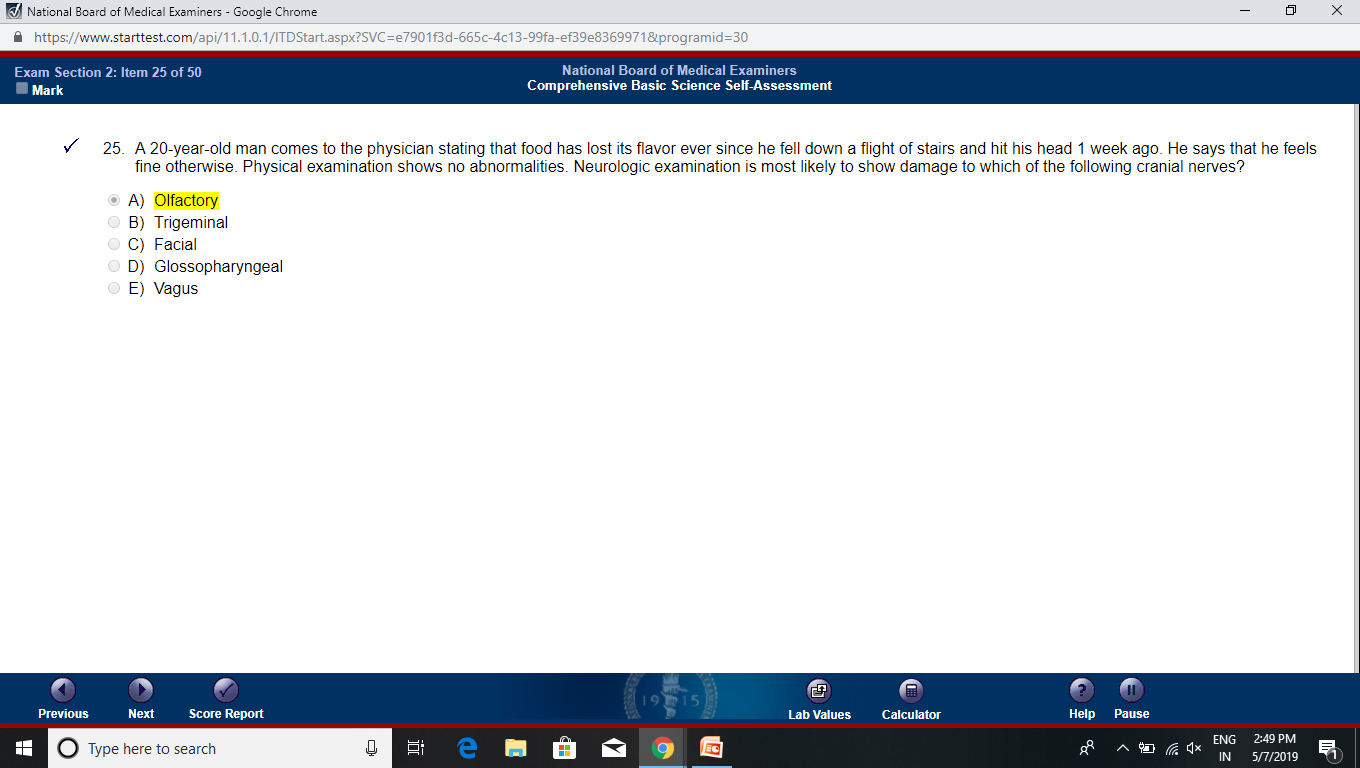 National Board of Medical Examiners - Google Chrome
https://www.starttest.com/api/11.1.0.1/ITDStart.aspx?SVC=e7901f3d-665c-4c13-99fa-ef39e8369971&programid=30
Exam Section 2: Item 25 of 50
National Board of Medical Examiners
Mark
Comprehensive Basic Science Self-Assessment
25. A 20-year-old man comes to the physician stating that food has lost its flavor ever since he fell down a flight of stairs and hit his head 1 week ago. He says that he feels
fine otherwise. Physical examination shows no abnormalities. Neurologic examination is most likely to show damage to which of the following cranial nerves?
A) Olfactory
B) Trigeminal
C) Facial
D) Glossopharyngeal
E) Vagus
19 15
Previous Next Score Report Lab Values Calculator Help Pause
Type here to search
ENG 2:49 PM
IN 5/7/2019
1